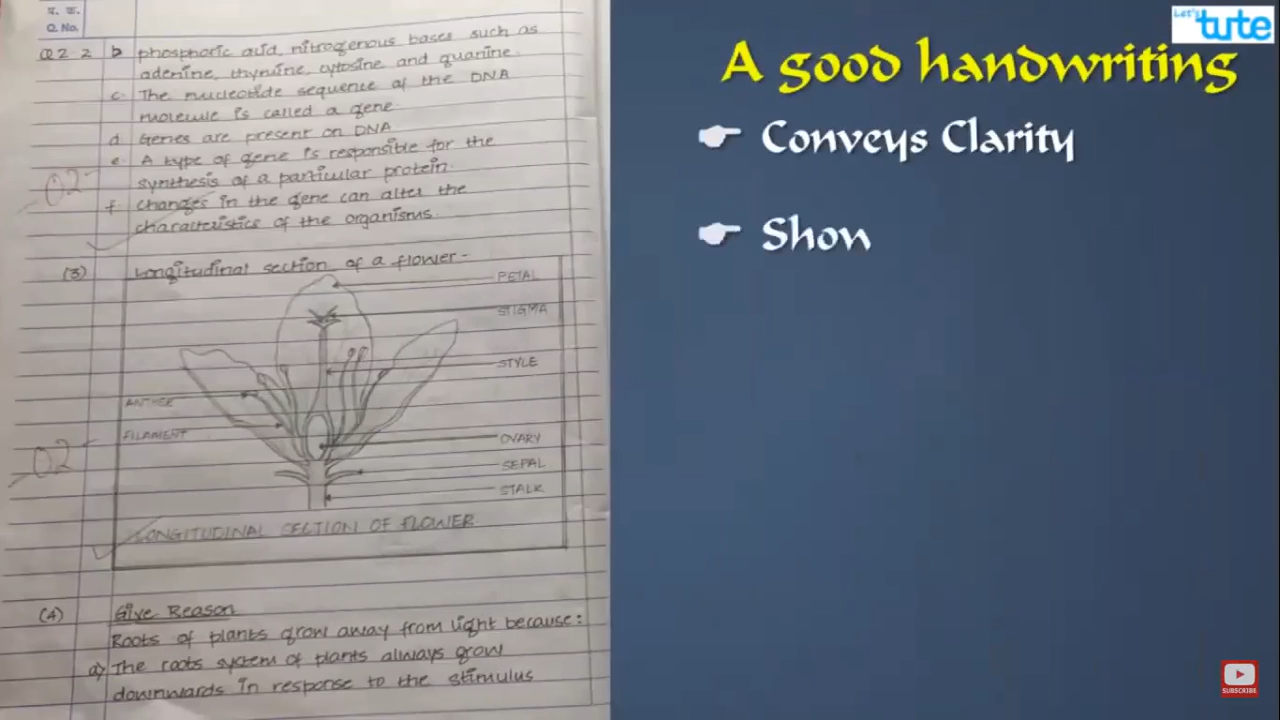 प्र. क्र.
Q. No.
Q2 2 b phosphoric acid, nitrogenous bases such as
adenine, thymine, cytosine and guanine.
c. The nucleotide sequence of the DNA
molecule is called a gene.
d Genes are present on DNA
e. A type of gene is responsible for the
synthesis of a particular protein.
02
f. Changes in the gene can alter the
characteristics of the organisms.
(3) Longitudinal section of a flower-
PETAL
STIGMA
STYLE
ANTHER
FILAMENT
OVARY
02
SEPAL
STALK
LONGITUDINAL SECTION OF FLOWER
(4) Give Reason
Roots of plants grow away from light because:
a) The roots system of plants always grow
downwards in response to the stimulus
Let's
tute
A good handwriting
Conveys Clarity
Shon
SUBSCRIBE